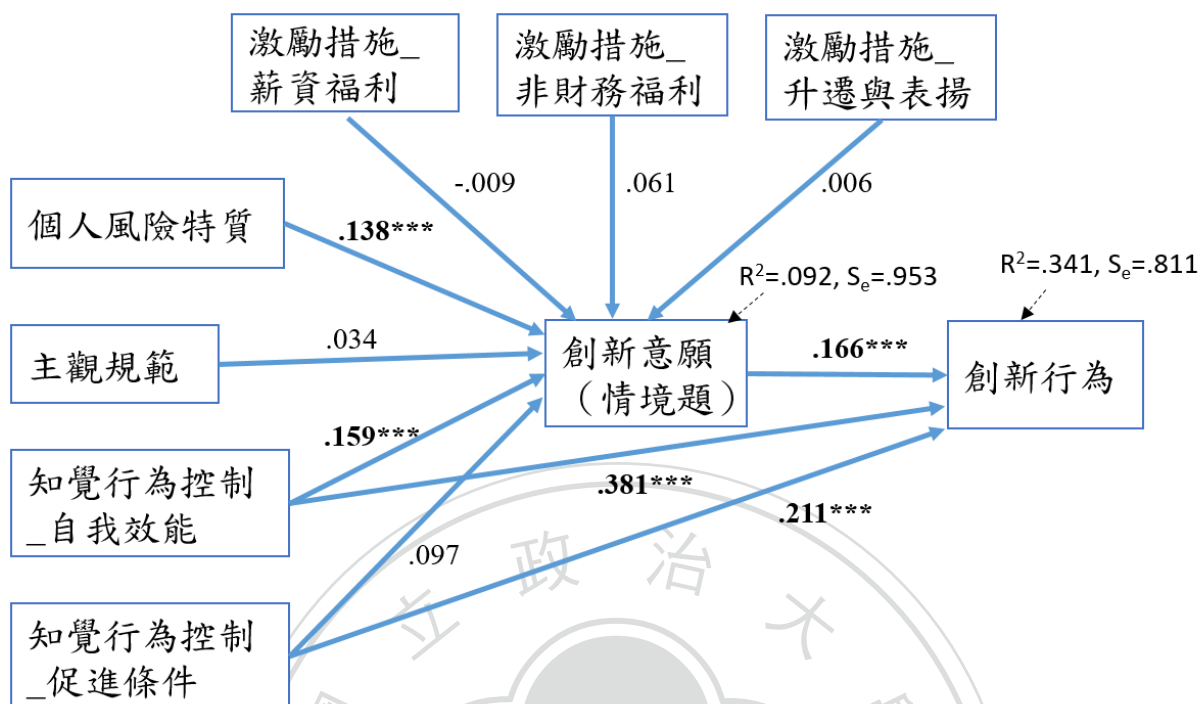 激勵措施_
薪資福利
激勵措施_
非財務福利
激勵措施_
升遷與表揚
-.009
.061
.006
個人風險特質
.138***
R²=.092, Sₑ=.953
R²=.341, Sₑ=.811
主觀規範
.034
創新意願
（情境題）
.166***
創新行為
.159***
知覺行為控制
_自我效能
.381***
.211***
.097
知覺行為控制
_促進條件
立政治大